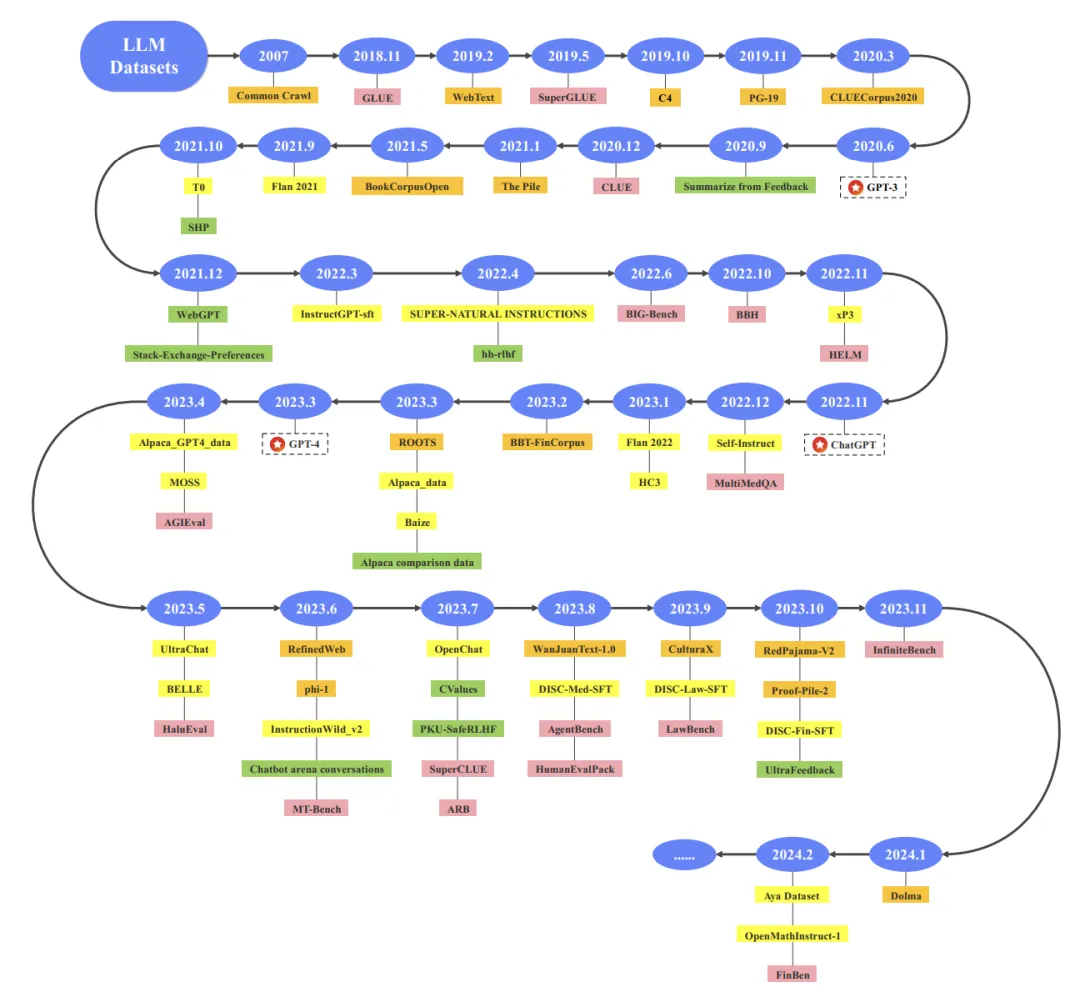 LLM
Datasets
2007
2018.11
2019.2
2019.5
2019.10
2019.11
2020.3
Common Crawl
GLUE
WebText
SuperGLUE
C4
PG-19
CLUECorpus2020
2021.10
2021.9
2021.5
2021.1
2020.12
2020.9
2020.6
T0
Flan 2021
BookCorpusOpen
The Pile
CLUE
Summarize from Feedback
GPT-3
SHP
2021.12
2022.3
2022.4
2022.6
2022.10
2022.11
WebGPT
InstructGPT-sft
SUPER-NATURAL INSTRUCTIONS
BIG-Bench
BBH
xP3
Stack-Exchange-Preferences
hh-rlhf
HELM
2023.4
2023.3
2023.3
2023.2
2023.1
2022.12
2022.11
Alpaca_GPT4_data
GPT-4
ROOTS
BBT-FinCorpus
Flan 2022
Self-Instruct
ChatGPT
MOSS
Alpaca_data
HC3
MultiMedQA
AGIEval
Baize
Alpaca comparison data
2023.5
2023.6
2023.7
2023.8
2023.9
2023.10
2023.11
UltraChat
RefinedWeb
OpenChat
WanJuanText-1.0
CulturaX
RedPajama-V2
InfiniteBench
BELLE
phi-1
CValues
DISC-Med-SFT
DISC-Law-SFT
Proof-Pile-2
HaluEval
InstructionWild_v2
PKU-SafeRLHF
AgentBench
LawBench
DISC-Fin-SFT
Chatbot arena conversations
SuperCLUE
HumanEvalPack
UltraFeedback
MT-Bench
ARB
......
2024.2
2024.1
Aya Dataset
Dolma
OpenMathInstruct-1
FinBen